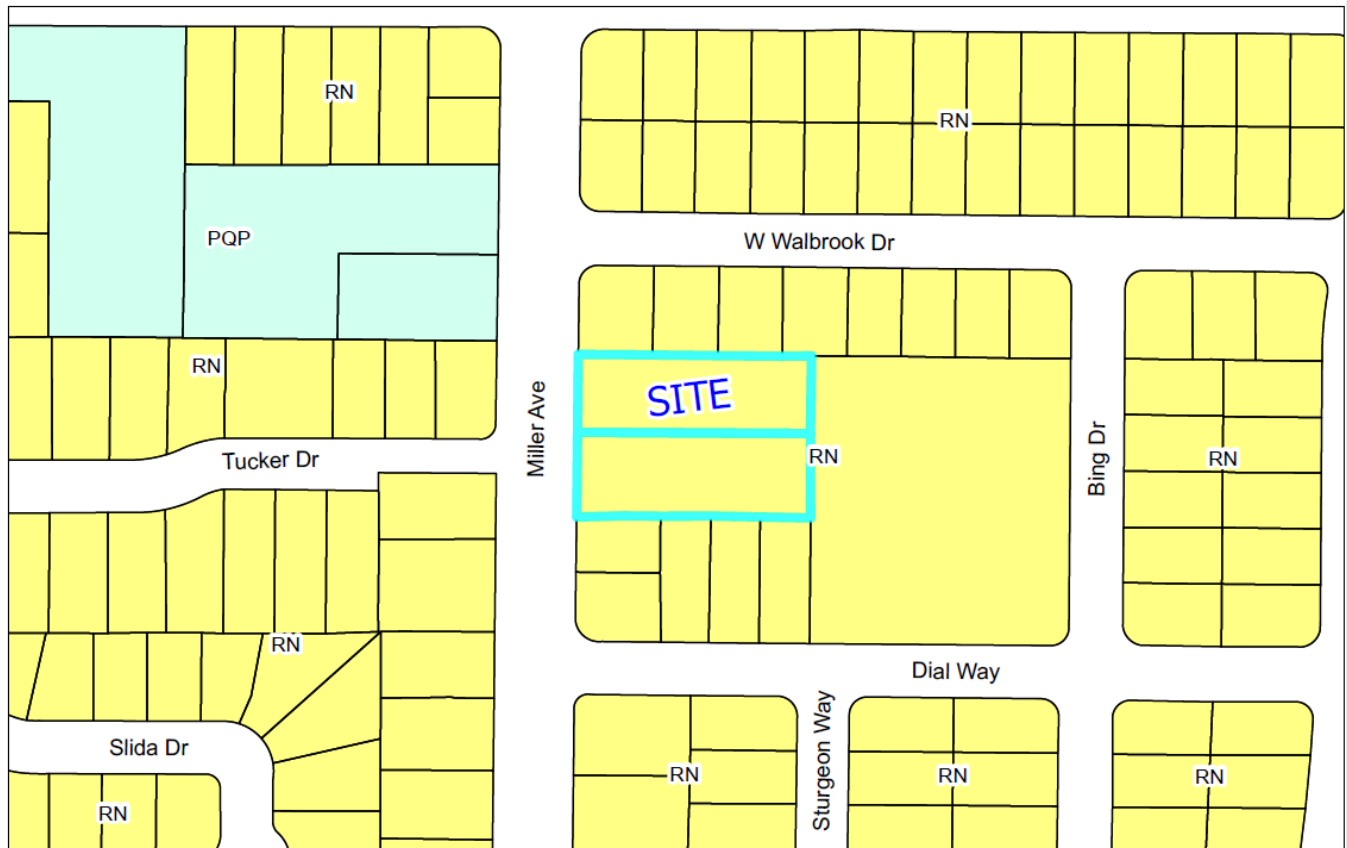 RN
RN
PQP
W Walbrook Dr
RN
SITE
Miller Ave
Tucker Dr
RN
Bing Dr
RN
RN
Dial Way
Slida Dr
Sturgeon Way
RN
RN
RN
RN